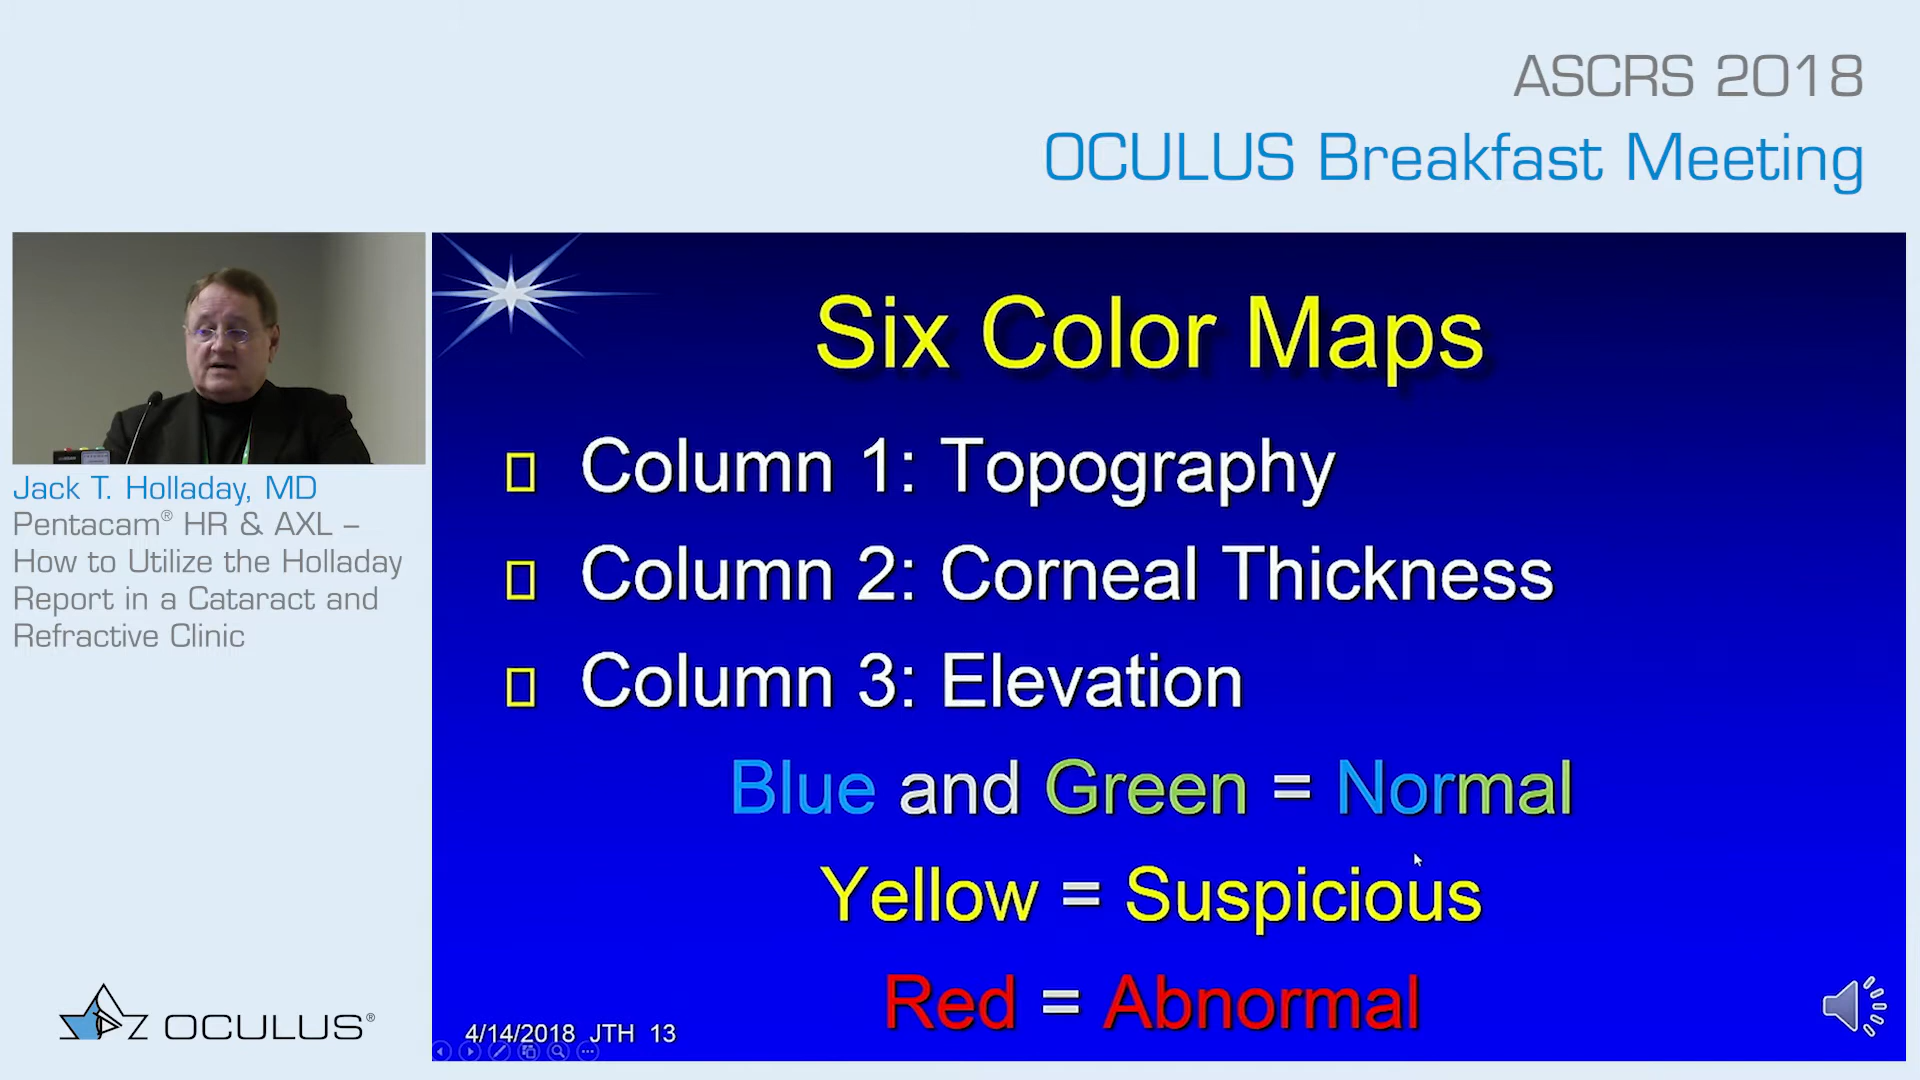 ASCRS 2018
OCULUS Breakfast Meeting
Jack T. Holladay, MD
Pentacam® HR & AXL –
How to Utilize the Holladay
Report in a Cataract and
Refractive Clinic
OCULUS®
Six Color Maps
Column 1: Topography
Column 2: Corneal Thickness
Column 3: Elevation
Blue and Green = Normal
Yellow = Suspicious
Red = Abnormal
4/14/2018 JTH 13